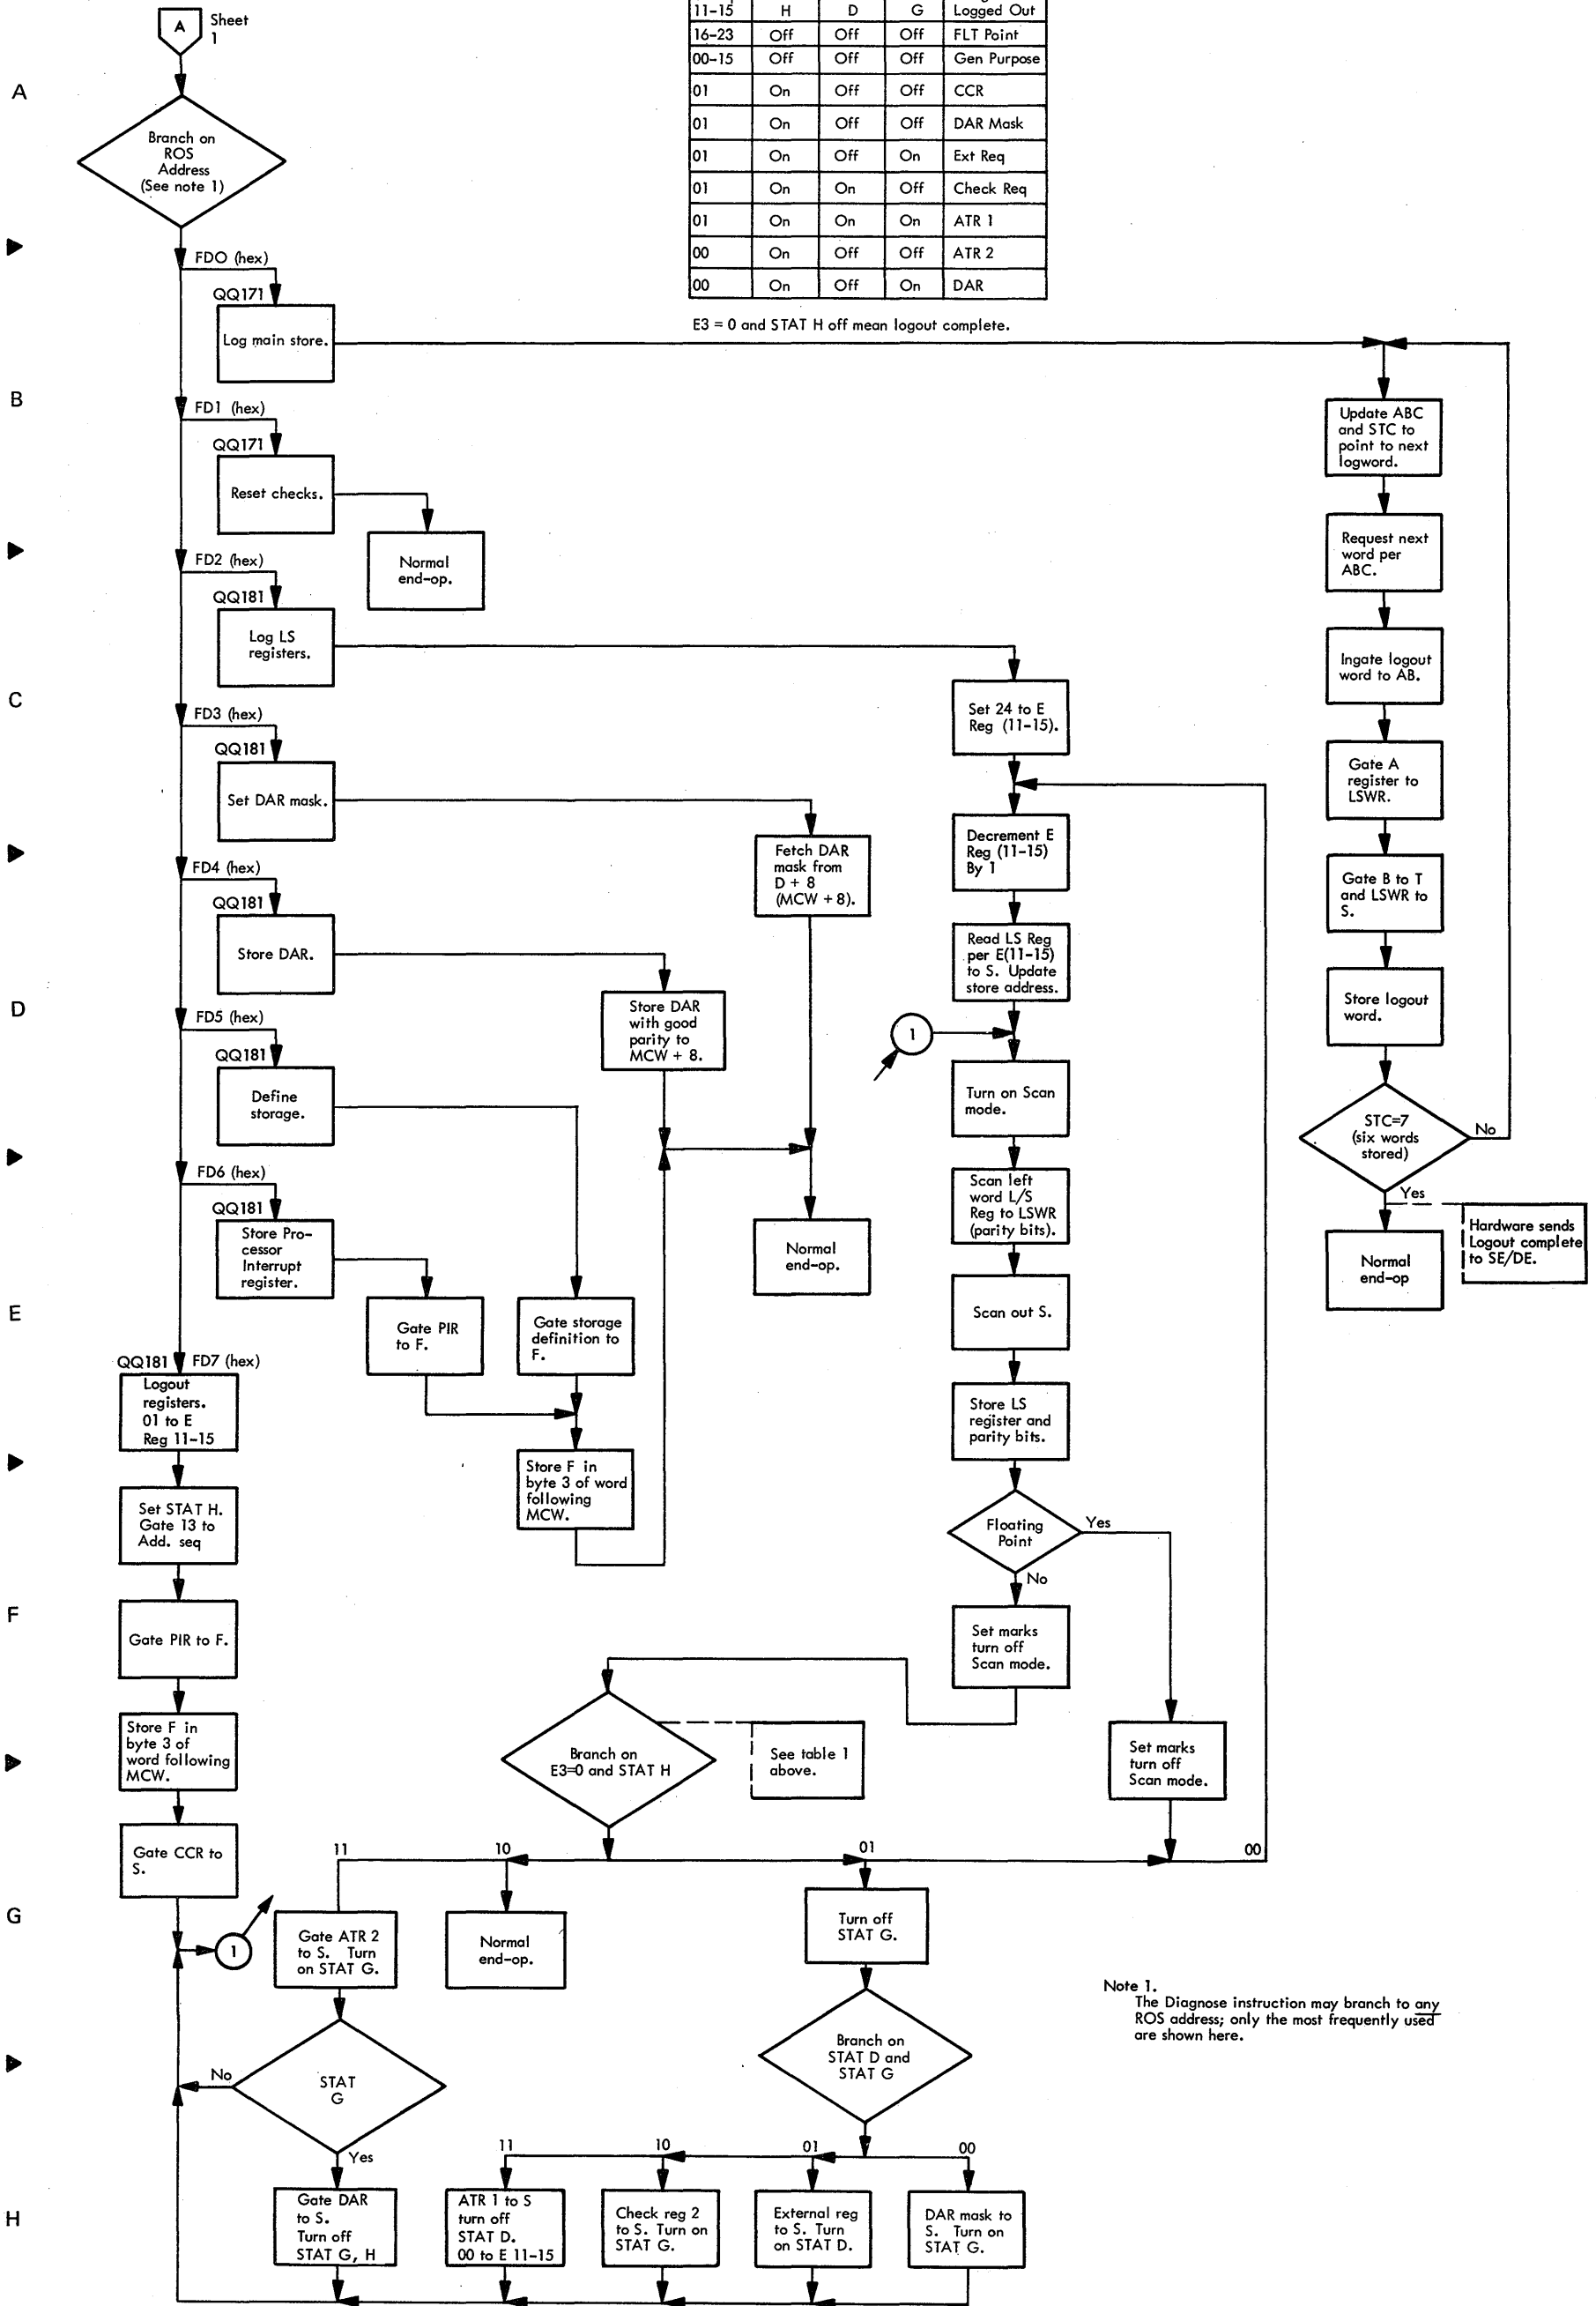 A
Sheet
1
11-15 H D G Logged Out
16-23 Off Off Off FLT Point
00-15 Off Off Off Gen Purpose
01 On Off Off CCR
01 On Off Off DAR Mask
01 On Off On Ext Req
01 On On Off Check Req
01 On On On ATR 1
00 On Off Off ATR 2
00 On Off On DAR
E3 = 0 and STAT H off mean logout complete.
A
Branch on
ROS
Address
(See note 1)
FDO (hex)
QQ171
Log main store.
B
FD1 (hex)
QQ171
Reset checks.
Normal
end-op.
FD2 (hex)
QQ181
Log LS
registers.
C
FD3 (hex)
QQ181
Set DAR mask.
FD4 (hex)
QQ181
Store DAR.
D
FD5 (hex)
QQ181
Define
storage.
FD6 (hex)
QQ181
Store Pro-
cessor
Interrupt
register.
E
QQ181 FD7 (hex)
Logout
registers.
01 to E
Reg 11-15
Set STAT H.
Gate 13 to
Add. seq
F
Gate PIR to F.
Store F in
byte 3 of
word following
MCW.
Gate CCR to
S.
G
1
Gate PIR
to F.
Gate storage
definition to
F.
Store F in
byte 3 of word
following
MCW.
Store DAR
with good
parity to
MCW + 8.
Fetch DAR
mask from
D + 8
(MCW + 8).
Normal
end-op.
Set 24 to E
Reg (11-15).
Decrement E
Reg (11-15)
By 1
Read LS Reg
per E(11-15)
to S. Update
store address.
1
Turn on Scan
mode.
Scan left
word L/S
Reg to LSWR
(parity bits).
Scan out S.
Store LS
register and
parity bits.
Floating
Point
Yes
No
Set marks
turn off
Scan mode.
Set marks
turn off
Scan mode.
Update ABC
and STC to
point to next
logword.
Request next
word per
ABC.
Ingate logout
word to AB.
Gate A
register to
LSWR.
Gate B to T
and LSWR to
S.
Store logout
word.
STC=7
(six words
stored)
No
Yes
Hardware sends
Logout complete
to SE/DE.
Normal
end-op
Branch on
E3=0 and STAT H
See table 1
above.
11
10
01
00
Gate ATR 2
to S. Turn
on STAT G.
Normal
end-op.
Turn off
STAT G.
Note 1.
The Diagnose instruction may branch to any
ROS address; only the most frequently used
are shown here.
No
STAT
G
Yes
Branch on
STAT D and
STAT G
11
10
01
00
H
Gate DAR
to S.
Turn off
STAT G, H
ATR 1 to S
turn off
STAT D.
00 to E 11-15
Check reg 2
to S. Turn on
STAT G.
External reg
to S. Turn
on STAT D.
DAR mask to
S. Turn on
STAT G.